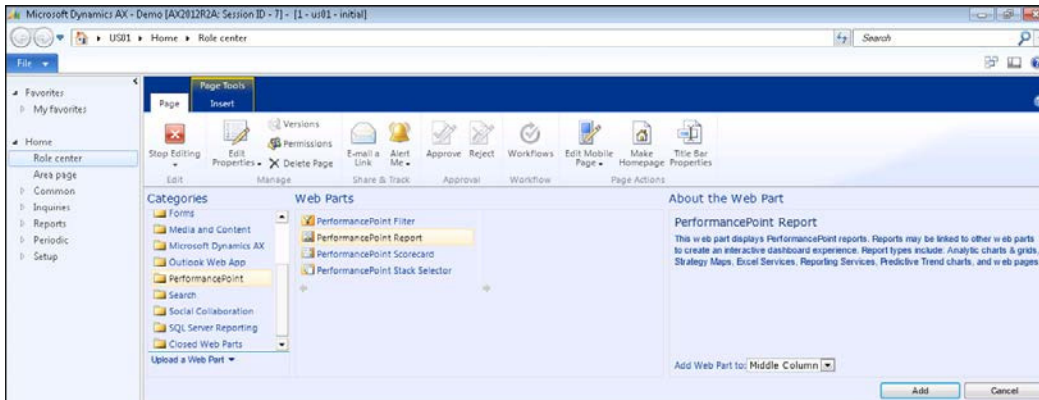 Microsoft Dynamics AX - Demo [AX2012R2A: Session ID - 7] - [1 - us01 - initial]
US01 Home Role center
Search
File
Favorites
My favorites
Home
Role center
Area page
Common
Inquiries
Reports
Periodic
Setup
Page Tools
Page Insert
Stop Editing
Edit Properties
Versions
Permissions
Delete Page
E-mail a Link
Alert Me
Approve
Reject
Workflows
Edit Mobile Page
Make Homepage
Title Bar Properties
Edit Manage Share & Track Approval Workflow Page Actions
Categories
Forms
Media and Content
Microsoft Dynamics AX
Outlook Web App
PerformancePoint
Search
Social Collaboration
SQL Server Reporting
Closed Web Parts
Upload a Web Part
Web Parts
PerformancePoint Filter
PerformancePoint Report
PerformancePoint Scorecard
PerformancePoint Stack Selector
About the Web Part
PerformancePoint Report
This web part displays PerformancePoint reports. Reports may be linked to other web parts
to create an interactive dashboard experience. Report types include: Analytic charts & grids,
Strategy Maps, Excel Services, Reporting Services, Predictive Trend charts, and web pages
Add Web Part to: Middle Column
Add Cancel